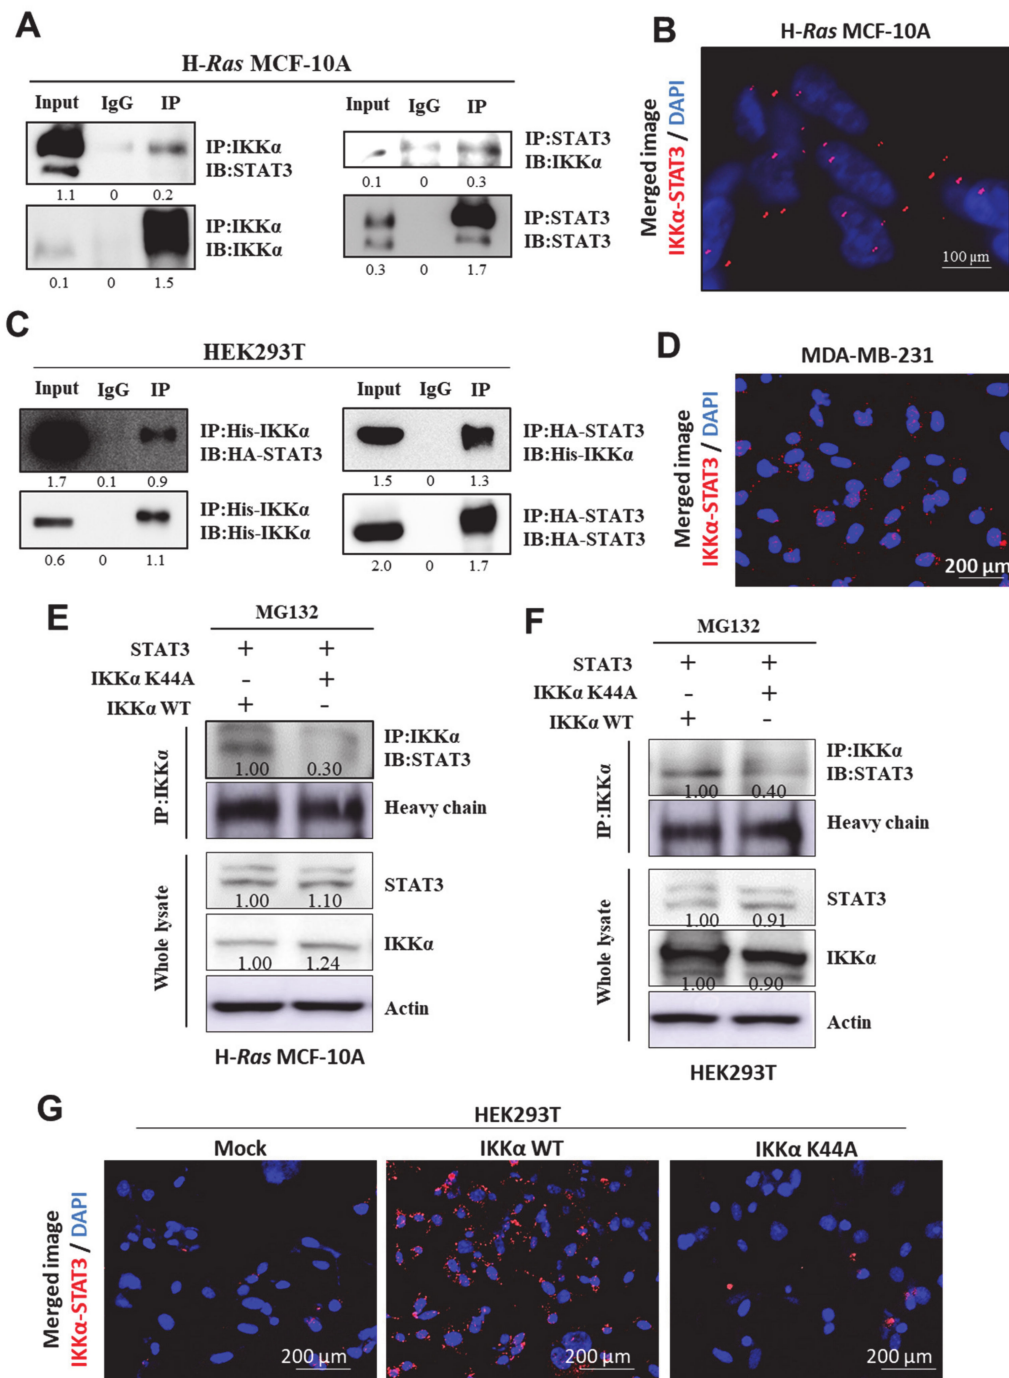 A
H-Ras MCF-10A
Input IgG IP
IP:IKKα
IB:STAT3
1.1 0 0.2
IP:IKKα
IB:IKKα
0.1 0 1.5
Input IgG IP
IP:STAT3
IB:IKKα
0.1 0 0.3
IP:STAT3
IB:STAT3
0.3 0 1.7
B
H-Ras MCF-10A
Merged image
IKKα-STAT3 / DAPI
100 μm
C
HEK293T
Input IgG IP
IP:His-IKKα
IB:HA-STAT3
1.7 0.1 0.9
IP:His-IKKα
IB:His-IKKα
0.6 0 1.1
Input IgG IP
IP:HA-STAT3
IB:His-IKKα
1.5 0 1.3
IP:HA-STAT3
IB:HA-STAT3
2.0 0 1.7
D
MDA-MB-231
Merged image
IKKα-STAT3 / DAPI
200 μm
E
MG132
STAT3 + +
IKKα K44A - +
IKKα WT + -
IP:IKKα
IP:IKKα
IB:STAT3
1.00 0.30
Heavy chain
Whole lysate
STAT3
1.00 1.10
IKKα
1.00 1.24
Actin
H-Ras MCF-10A
F
MG132
STAT3 + +
IKKα K44A - +
IKKα WT + -
IP:IKKα
IP:IKKα
IB:STAT3
1.00 0.40
Heavy chain
Whole lysate
STAT3
1.00 0.91
IKKα
1.00 0.90
Actin
HEK293T
G
HEK293T
Mock IKKα WT IKKα K44A
Merged image
IKKα-STAT3 / DAPI
200 μm 200 μm 200 μm